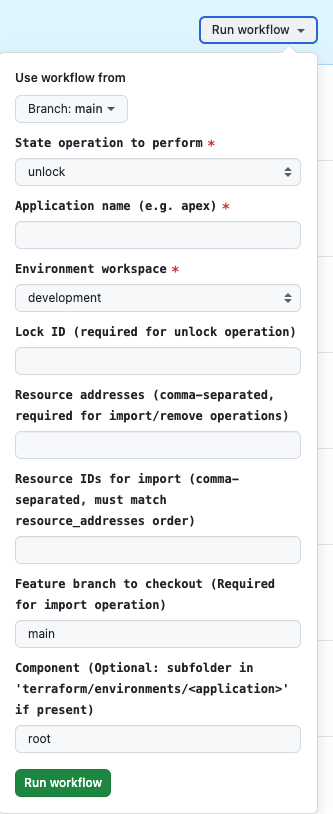 Run workflow
Use workflow from
Branch: main
State operation to perform *
unlock
Application name (e.g. apex) *
Environment workspace *
development
Lock ID (required for unlock operation)
Resource addresses (comma-separated,
required for import/remove operations)
Resource IDs for import (comma-
separated, must match
resource_addresses order)
Feature branch to checkout (Required
for import operation)
main
Component (Optional: subfolder in
'terraform/environments/<application>'
if present)
root
Run workflow